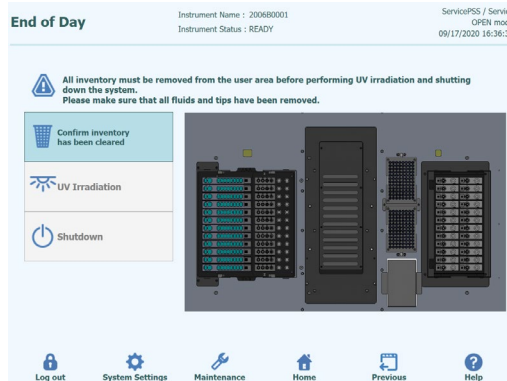 End of Day
Instrument Name : 2006B0001
Instrument Status : READY
ServicePSS / Servi
OPEN mod
09/17/2020 16:36:3
All inventory must be removed from the user area before performing UV irradiation and shutting
down the system.
Please make sure that all fluids and tips have been removed.
Confirm inventory
has been cleared
UV Irradiation
Shutdown
Log out
System Settings
Maintenance
Home
Previous
Help